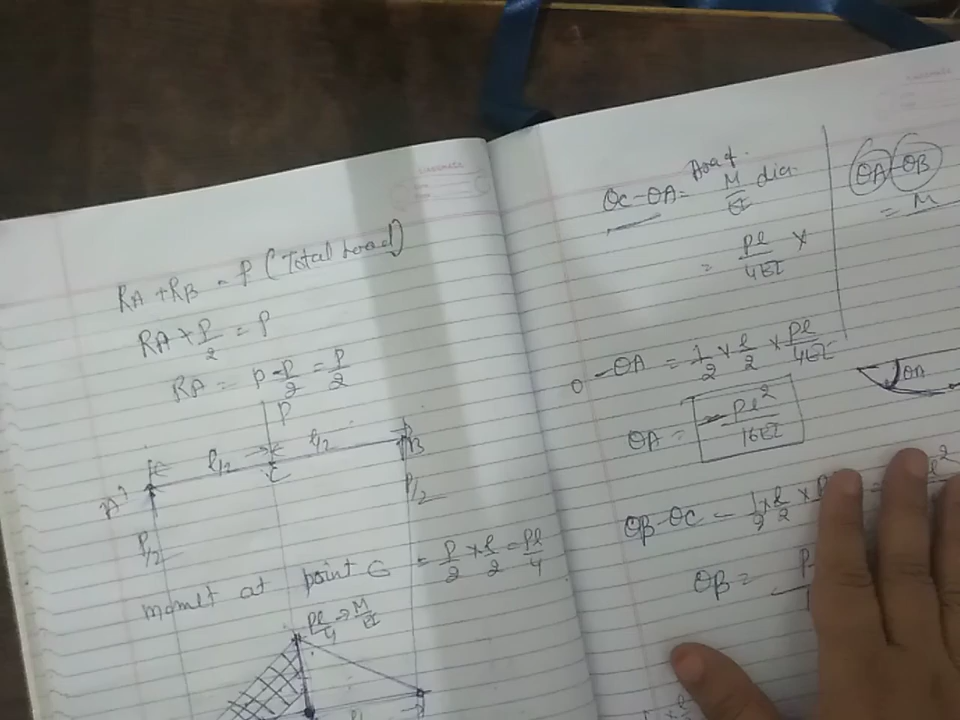 RA + RB = P (Total load)
RA + P/2 = P
RA = P - P/2 = P/2
P
l/2 l/2
A B
C
P/2 P/2
momet at point C = P/2 × l/2 = Pl/4
Pl/4 → M/EI
θc - θA = Area of M/EI dia.
= Pl/4EI ×
0 - θA = 1/2 × l/2 × Pl/4EI
θA = - Pl²/16EI
θB - θC = 1/2 × l/2 ×
θB =
θA - θB
= M
θA